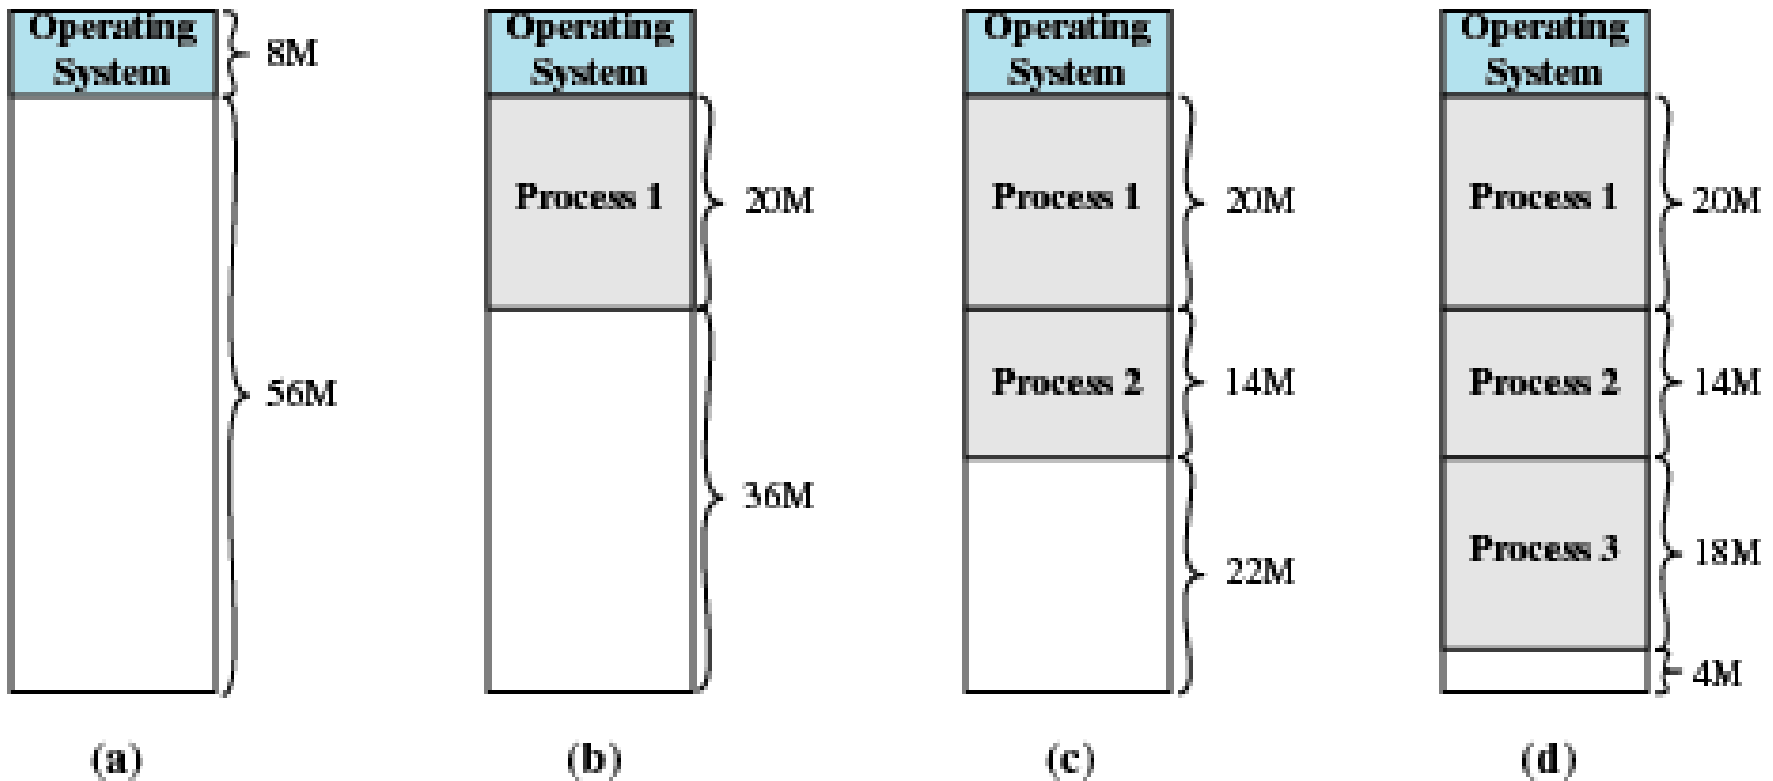 Operating
System
8M
56M
(a)
Operating
System
Process 1
20M
36M
(b)
Operating
System
Process 1
20M
Process 2
14M
22M
(c)
Operating
System
Process 1
20M
Process 2
14M
Process 3
18M
4M
(d)